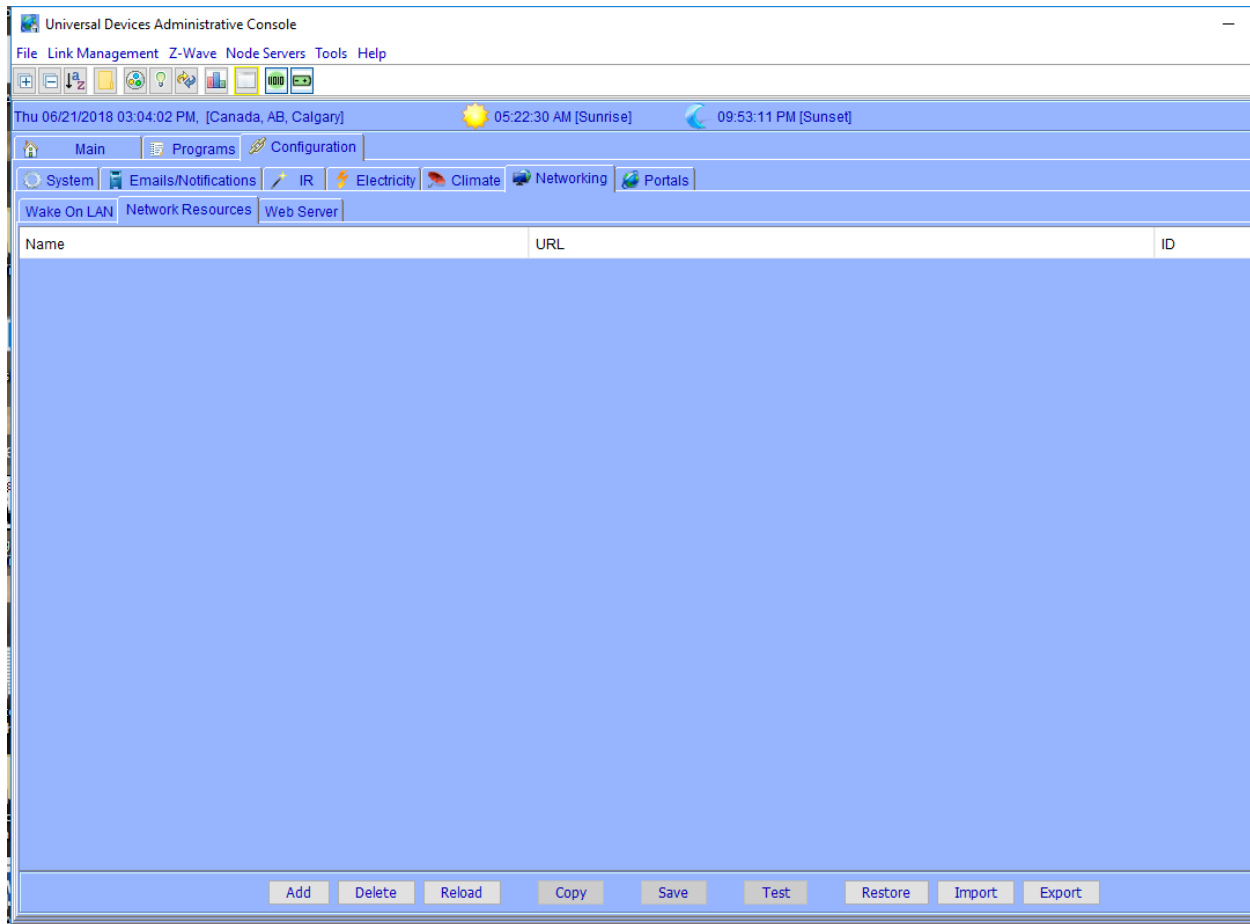 Universal Devices Administrative Console
File Link Management Z-Wave Node Servers Tools Help
Thu 06/21/2018 03:04:02 PM, [Canada, AB, Calgary] 05:22:30 AM [Sunrise] 09:53:11 PM [Sunset]
Main Programs Configuration
System Emails/Notifications IR Electricity Climate Networking Portals
Wake On LAN Network Resources Web Server
Name URL ID
Add Delete Reload Copy Save Test Restore Import Export